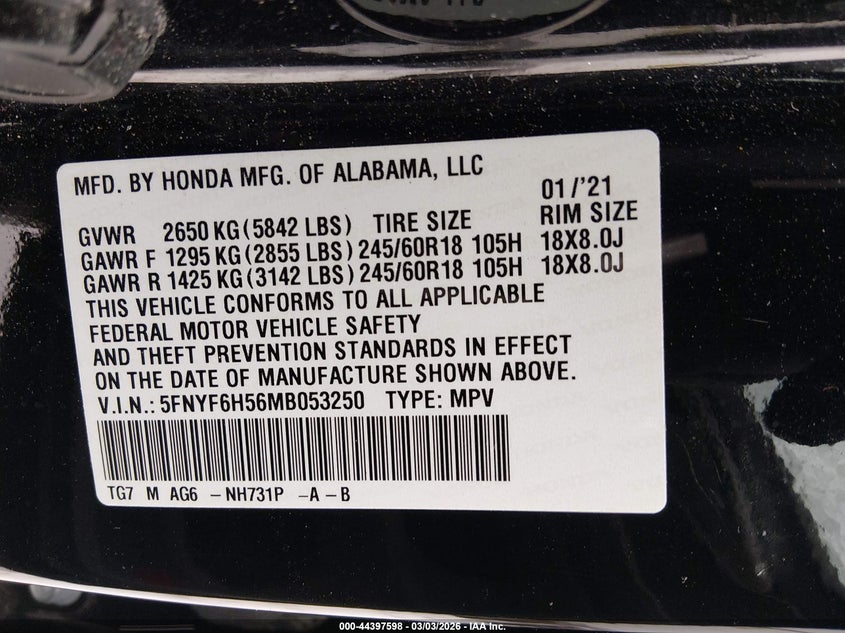 MFD. BY HONDA MFG. OF ALABAMA, LLC
01/'21
GVWR 2650 KG (5842 LBS) TIRE SIZE RIM SIZE
GAWR F 1295 KG (2855 LBS) 245/60R18 105H 18X8.0J
GAWR R 1425 KG (3142 LBS) 245/60R18 105H 18X8.0J
THIS VEHICLE CONFORMS TO ALL APPLICABLE
FEDERAL MOTOR VEHICLE SAFETY
AND THEFT PREVENTION STANDARDS IN EFFECT
ON THE DATE OF MANUFACTURE SHOWN ABOVE.
V.I.N.: 5FNYF6H56MB053250 TYPE: MPV
TG7 M AG6 -NH731P -A-B
000-44397598 - 03/03/2026 - IAA Inc.